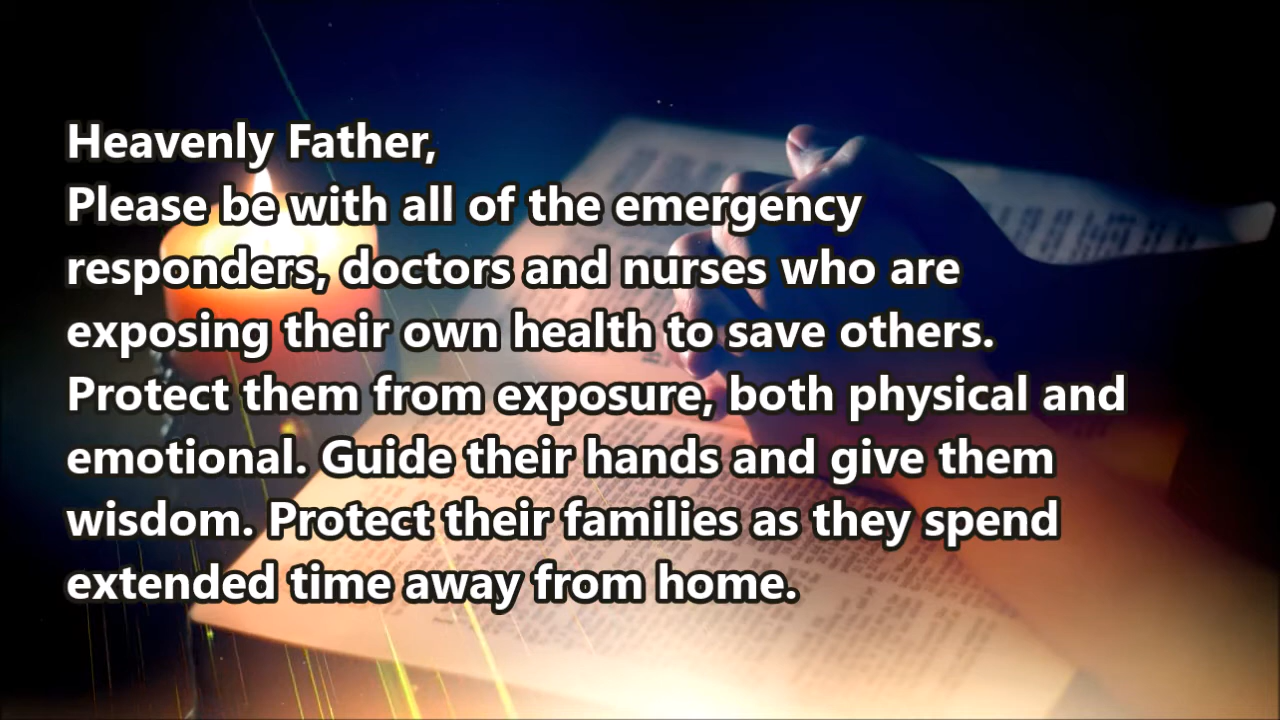 Heavenly Father,
Please be with all of the emergency
responders, doctors and nurses who are
exposing their own health to save others.
Protect them from exposure, both physical and
emotional. Guide their hands and give them
wisdom. Protect their families as they spend
extended time away from home.